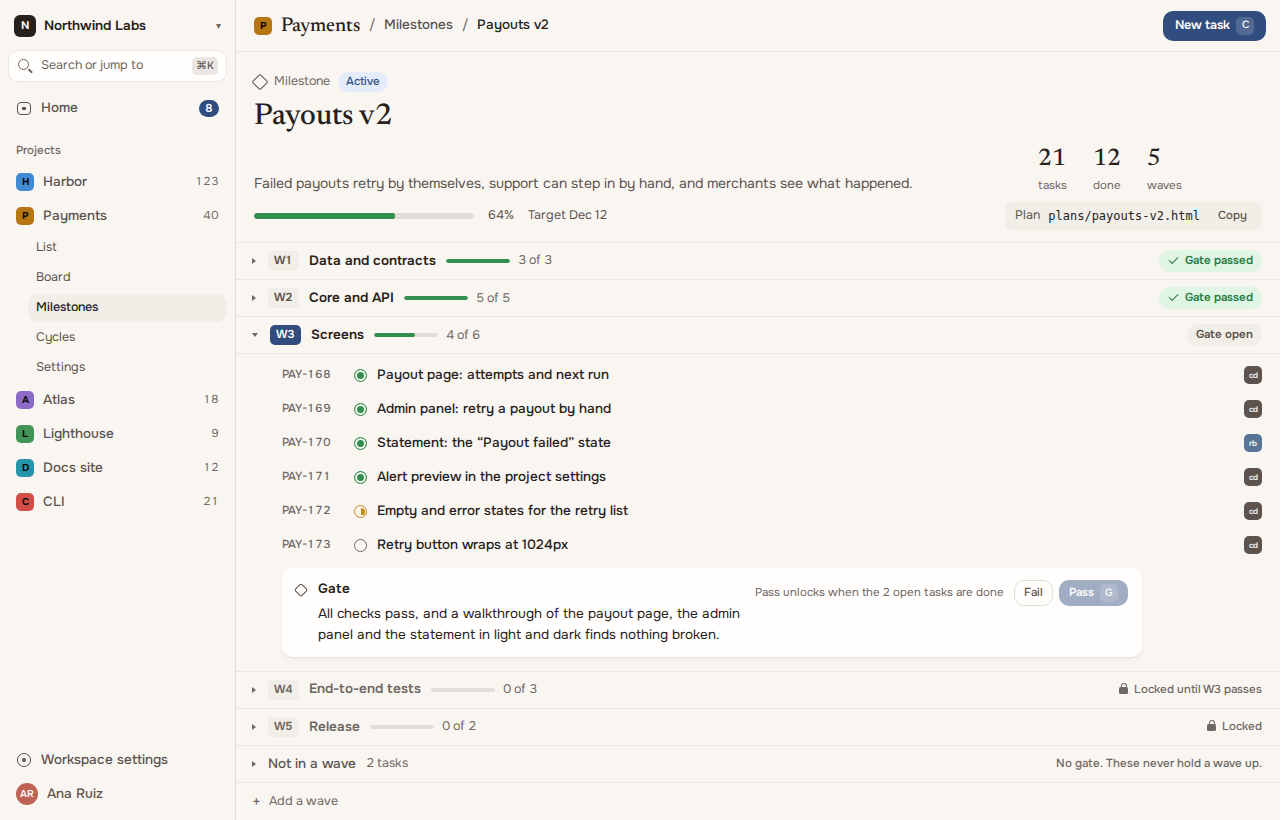 N Northwind Labs
Search or jump to ⌘K
Home 8
Projects
H Harbor 123
P Payments 40
List
Board
Milestones
Cycles
Settings
A Atlas 18
L Lighthouse 9
D Docs site 12
C CLI 21
Workspace settings
AR Ana Ruiz
P Payments / Milestones / Payouts v2
New task C
Milestone Active
Payouts v2
21 12 5
tasks done waves
Failed payouts retry by themselves, support can step in by hand, and merchants see what happened.
64% Target Dec 12
Plan plans/payouts-v2.html Copy
W1 Data and contracts 3 of 3 Gate passed
W2 Core and API 5 of 5 Gate passed
W3 Screens 4 of 6 Gate open
PAY-168 Payout page: attempts and next run cd
PAY-169 Admin panel: retry a payout by hand cd
PAY-170 Statement: the “Payout failed” state rb
PAY-171 Alert preview in the project settings cd
PAY-172 Empty and error states for the retry list cd
PAY-173 Retry button wraps at 1024px cd
Gate
Pass unlocks when the 2 open tasks are done Fail Pass G
All checks pass, and a walkthrough of the payout page, the admin
panel and the statement in light and dark finds nothing broken.
W4 End-to-end tests 0 of 3 Locked until W3 passes
W5 Release 0 of 2 Locked
Not in a wave 2 tasks No gate. These never hold a wave up.
+ Add a wave